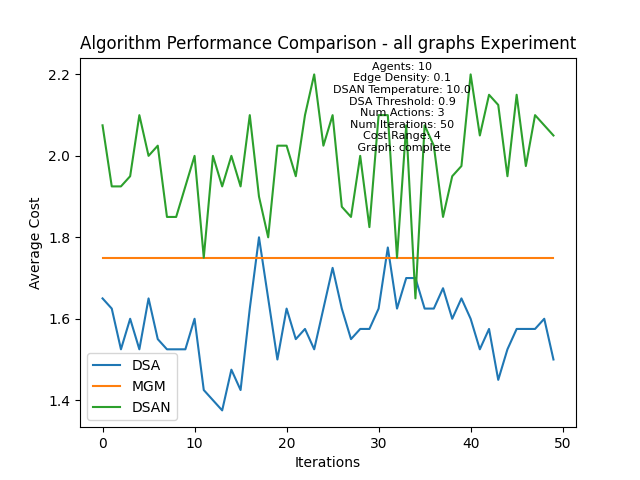 Algorithm Performance Comparison - all graphs Experiment
Agents: 10
Edge Density: 0.1
DSAN Temperature: 10.0
DSA Threshold: 0.9
Num Actions: 3
Num Iterations: 50
Cost Range: 4
Graph: complete
2.2
2.0
1.8
1.6
1.4
Average Cost
DSA
MGM
DSAN
0
10
20
30
40
50
Iterations